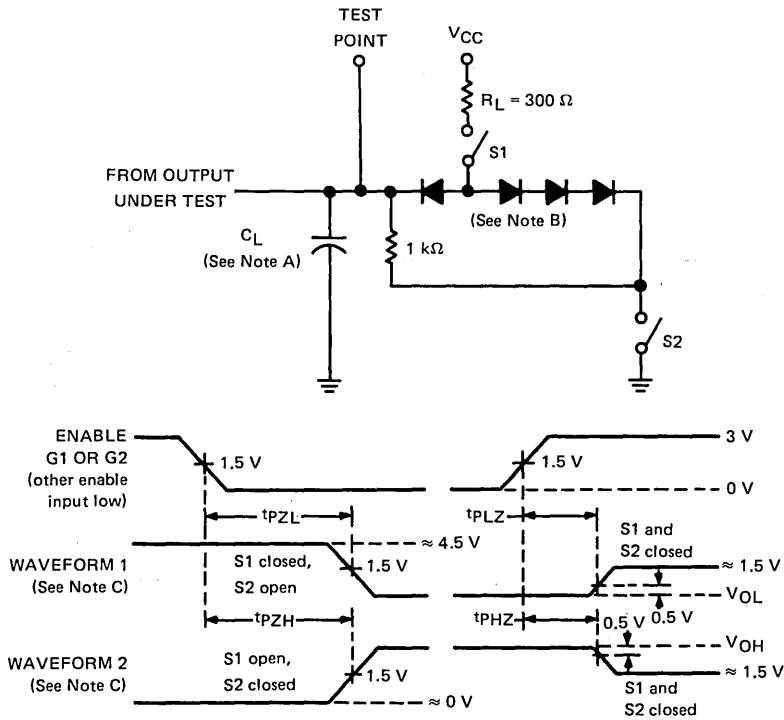 TEST
POINT
VCC
RL = 300 Ω
S1
FROM OUTPUT
UNDER TEST
(See Note B)
CL
(See Note A)
1 kΩ
S2
ENABLE
G1 OR G2
(other enable
input low)
1.5 V
1.5 V
3 V
0 V
tPZL
tPLZ
WAVEFORM 1
(See Note C)
S1 closed,
S2 open
≈ 4.5 V
1.5 V
S1 and
S2 closed
≈ 1.5 V
VOL
0.5 V
tPZH
tPHZ
0.5 V
WAVEFORM 2
(See Note C)
S1 open,
S2 closed
1.5 V
≈ 0 V
VOH
≈ 1.5 V
S1 and
S2 closed